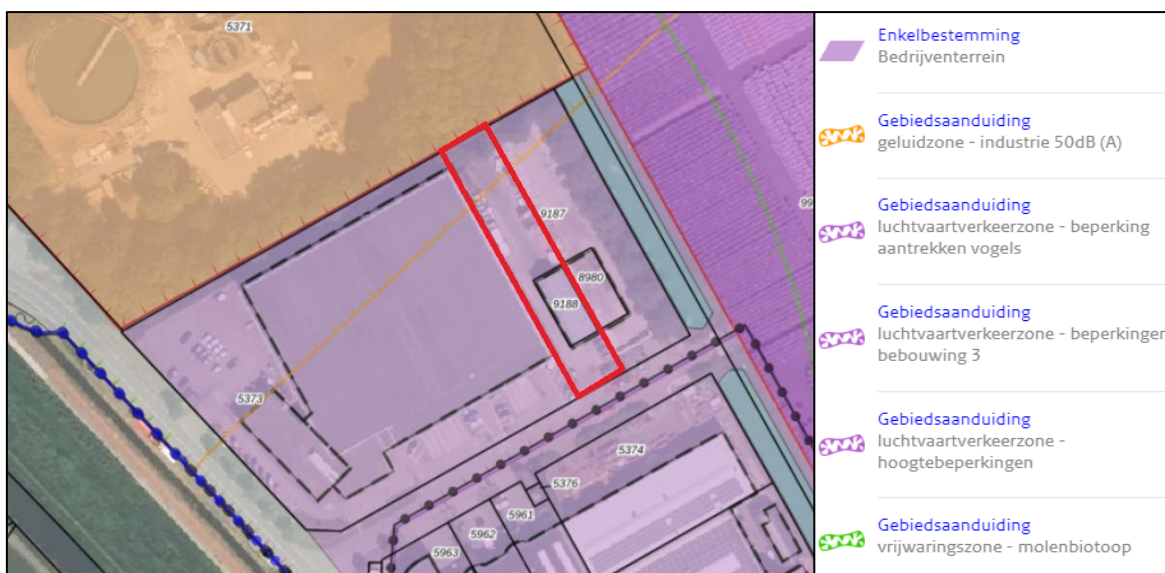 5371
9187
8980
9188
99
5373
5374
5376
5961
5962
5963
Enkelbestemming
Bedrijventerrein
Gebiedsaanduiding
geluidzone - industrie 50dB (A)
Gebiedsaanduiding
luchtvaartverkeerzone - beperking
aantrekken vogels
Gebiedsaanduiding
luchtvaartverkeerzone - beperkingen
bebouwing 3
Gebiedsaanduiding
luchtvaartverkeerzone -
hoogtebeperkingen
Gebiedsaanduiding
vrijwaringszone - molenbiotoop